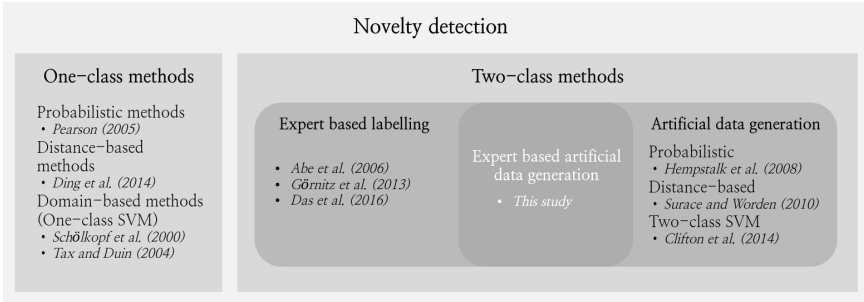 Novelty detection
One-class methods
Probabilistic methods
• Pearson (2005)
Distance-based
methods
• Ding et al. (2014)
Domain-based methods
(One-class SVM)
• Schölkopf et al. (2000)
• Tax and Duin (2004)
Two-class methods
Expert based labelling
• Abe et al. (2006)
• Görnitz et al. (2013)
• Das et al. (2016)
Expert based artificial
data generation
• This study
Artificial data generation
Probabilistic
• Hempstalk et al. (2008)
Distance-based
• Surace and Worden (2010)
Two-class SVM
• Clifton et al. (2014)